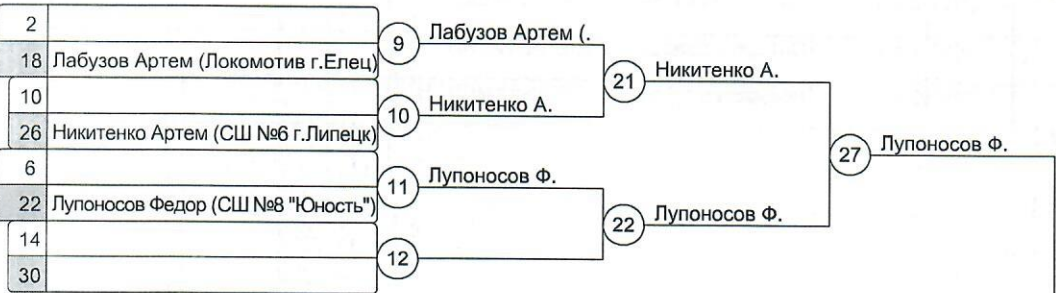 2
18 Лабузов Артем (Локомотив г.Елец)
9 Лабузов Артем (.
10
26 Никитенко Артем (СШ №6 г.Липецк)
10 Никитенко А.
21 Никитенко А.
6
22 Лупоносов Федор (СШ №8 "Юность")
11 Лупоносов Ф.
14
30
12
22 Лупоносов Ф.
27 Лупоносов Ф.